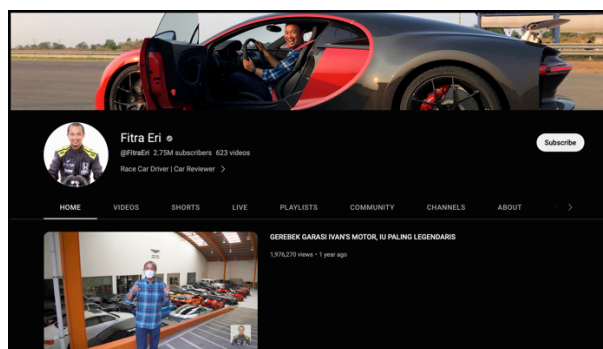 Fitra Eri
@FitraEri 2.75M subscribers 623 videos
Race Car Driver | Car Reviewer >
Subscribe
HOME VIDEOS SHORTS LIVE PLAYLISTS COMMUNITY CHANNELS ABOUT >
GEREBEK GARASI IVAN'S MOTOR, IU PALING LEGENDARIS
1,976,270 views • 1 year ago